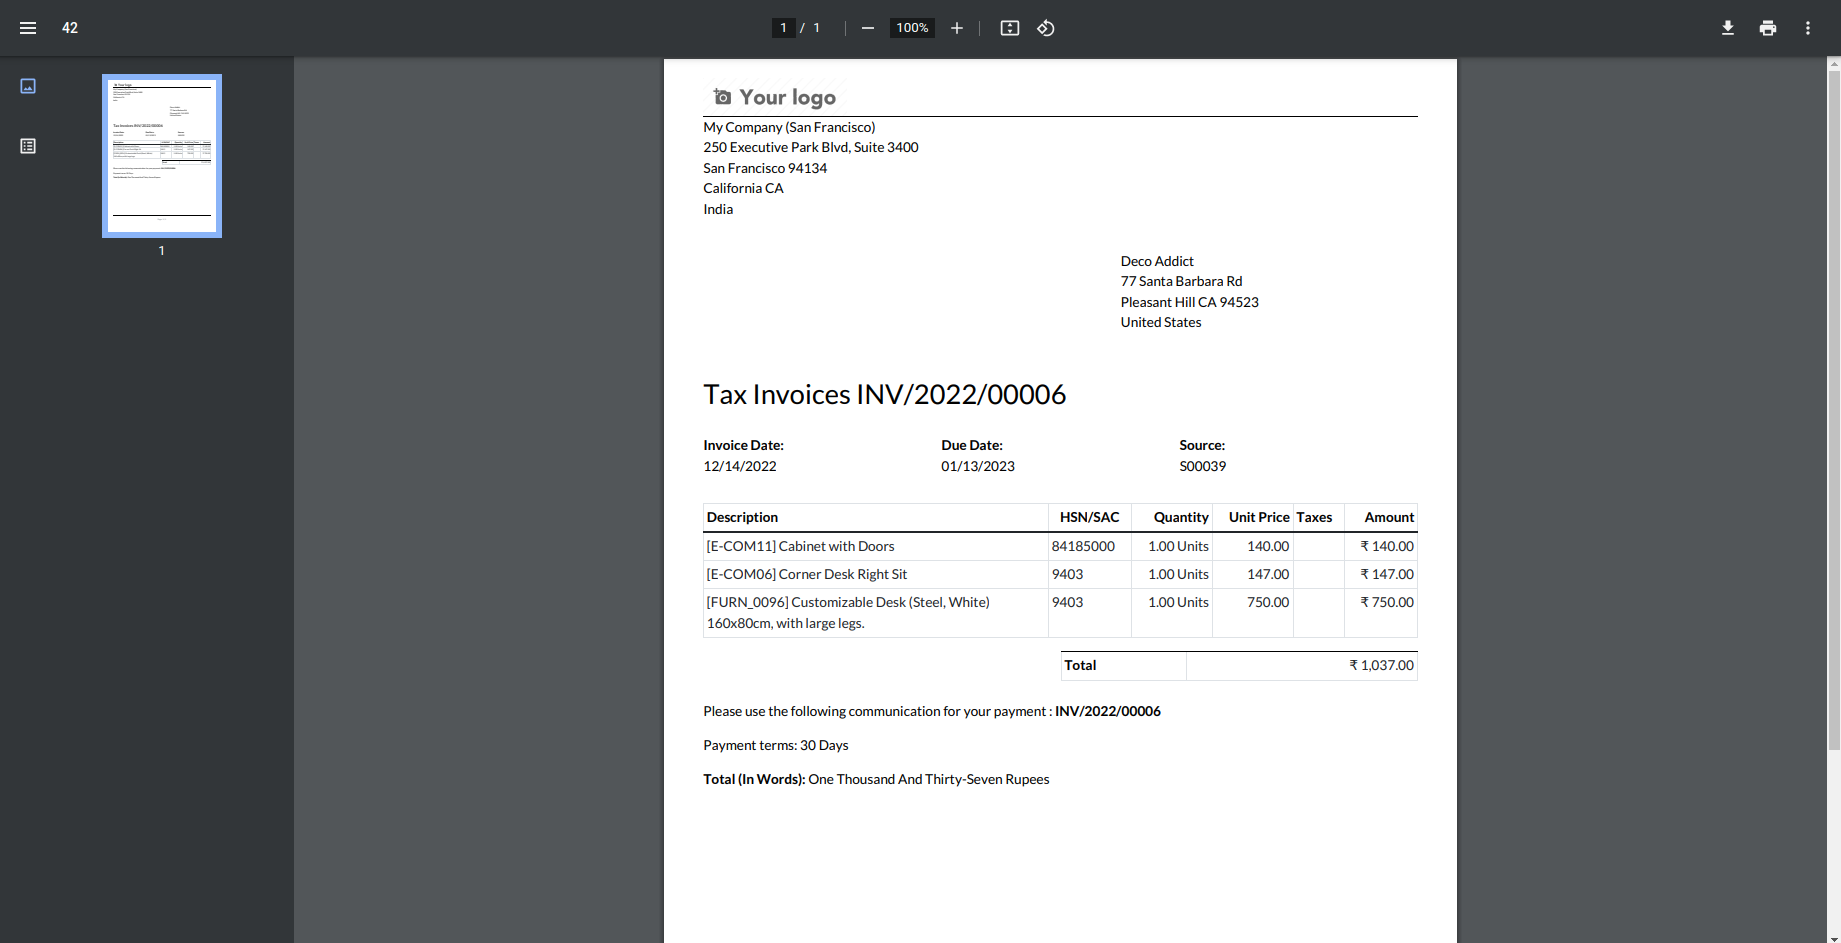 42
1 / 1
100%
1
Your logo
My Company (San Francisco)
250 Executive Park Blvd, Suite 3400
San Francisco 94134
California CA
India
Deco Addict
77 Santa Barbara Rd
Pleasant Hill CA 94523
United States
Tax Invoices INV/2022/00006
Invoice Date: Due Date: Source:
12/14/2022 01/13/2023 S00039
Description HSN/SAC Quantity Unit Price Taxes Amount
[E-COM11] Cabinet with Doors 84185000 1.00 Units 140.00 ₹ 140.00
[E-COM06] Corner Desk Right Sit 9403 1.00 Units 147.00 ₹ 147.00
[FURN_0096] Customizable Desk (Steel, White) 9403 1.00 Units 750.00 ₹ 750.00
160x80cm, with large legs.
Total ₹ 1,037.00
Please use the following communication for your payment : INV/2022/00006
Payment terms: 30 Days
Total (In Words): One Thousand And Thirty-Seven Rupees